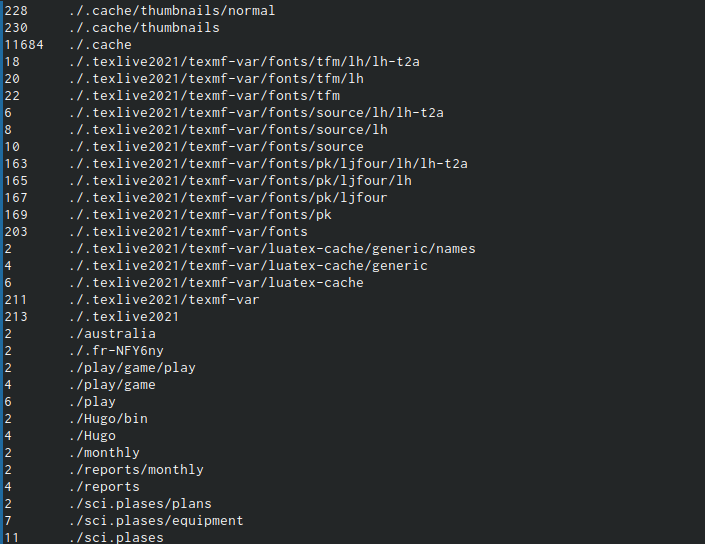 228 ./.cache/thumbnails/normal
230 ./.cache/thumbnails
11684 ./.cache
18 ./.texlive2021/texmf-var/fonts/tfm/lh/lh-t2a
20 ./.texlive2021/texmf-var/fonts/tfm/lh
22 ./.texlive2021/texmf-var/fonts/tfm
6 ./.texlive2021/texmf-var/fonts/source/lh/lh-t2a
8 ./.texlive2021/texmf-var/fonts/source/lh
10 ./.texlive2021/texmf-var/fonts/source
163 ./.texlive2021/texmf-var/fonts/pk/ljfour/lh/lh-t2a
165 ./.texlive2021/texmf-var/fonts/pk/ljfour/lh
167 ./.texlive2021/texmf-var/fonts/pk/ljfour
169 ./.texlive2021/texmf-var/fonts/pk
203 ./.texlive2021/texmf-var/fonts
2 ./.texlive2021/texmf-var/luatex-cache/generic/names
4 ./.texlive2021/texmf-var/luatex-cache/generic
6 ./.texlive2021/texmf-var/luatex-cache
211 ./.texlive2021/texmf-var
213 ./.texlive2021
2 ./australia
2 ./.fr-NFY6ny
2 ./play/game/play
4 ./play/game
6 ./play
2 ./Hugo/bin
4 ./Hugo
2 ./monthly
2 ./reports/monthly
4 ./reports
2 ./sci.plases/plans
7 ./sci.plases/equipment
11 ./sci.plases